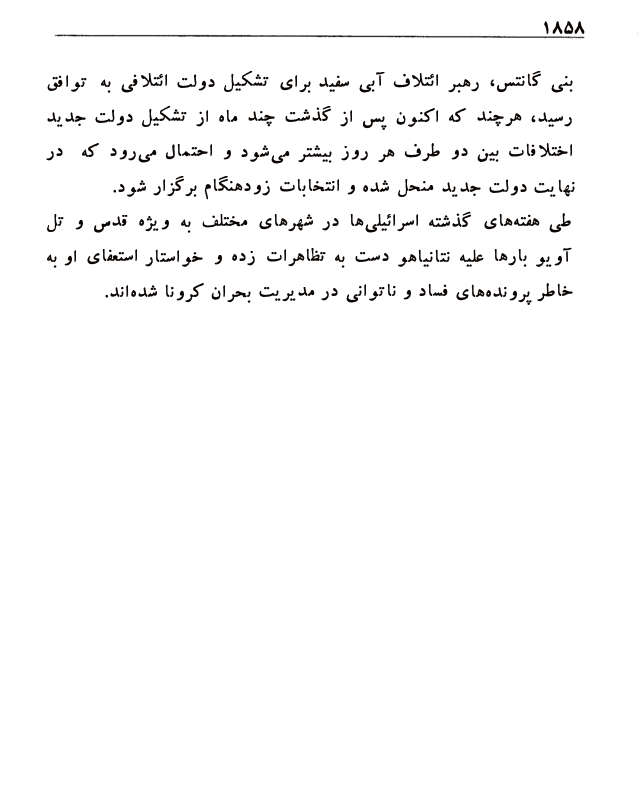 ۱۸۵۸
بنی گانتس، رهبر ائتلاف آبی سفید برای تشکیل دولت ائتلافی به توافق
رسید، هرچند که اکنون پس از گذشت چند ماه از تشکیل دولت جدید
اختلافات بین دو طرف هر روز بیشتر می‌شود و احتمال می‌رود که در
نهایت دولت جدید منحل شده و انتخابات زودهنگام برگزار شود.
طی هفته‌های گذشته اسرائیلی‌ها در شهرهای مختلف به ویژه قدس و تل
آویو بارها علیه نتانیاهو دست به تظاهرات زده و خواستار استعفای او به
خاطر پرونده‌های فساد و ناتوانی در مدیریت بحران کرونا شده‌اند.